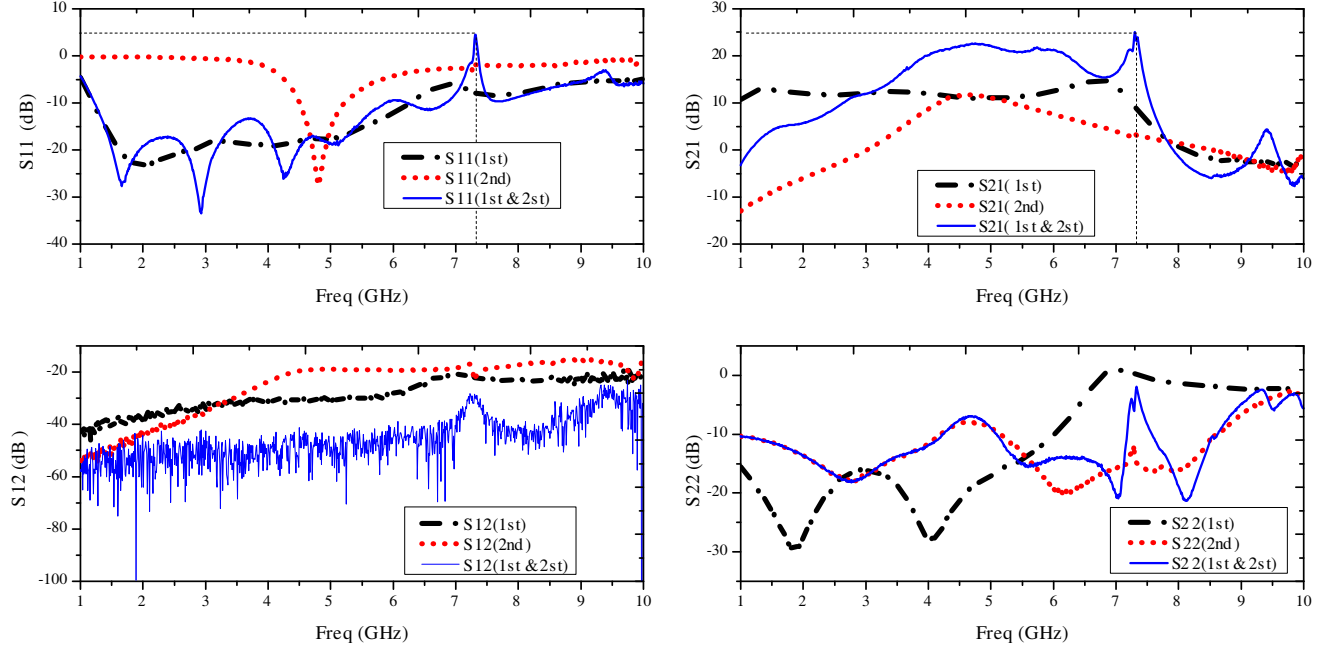 S11 (dB)
10
0
-10
-20
-30
40
S11(1st)
S11(2nd)
S11(1st &2st)
1 2 3 4 5 6 7 8 9 10
Freq (GHz)
S21 (dB)
30
20
10
0
-10
-20
S21( 1st)
S21( 2nd)
S21( 1st & 2st)
1 2 3 4 5 6 7 8 9 10
Freq (GHz)
S12 (dB )
-20
-40
-60
-80
-100
S12(1st)
S12(2nd)
S12(1st &2st)
1 2 3 4 5 6 7 8 9 10
Freq (GHz)
S22 (dB)
0
-10
-20
-30
S22(1st)
S22(2nd )
S22(1st&2st)
1 2 3 4 5 6 7 8 9 10
Freq (GHz)